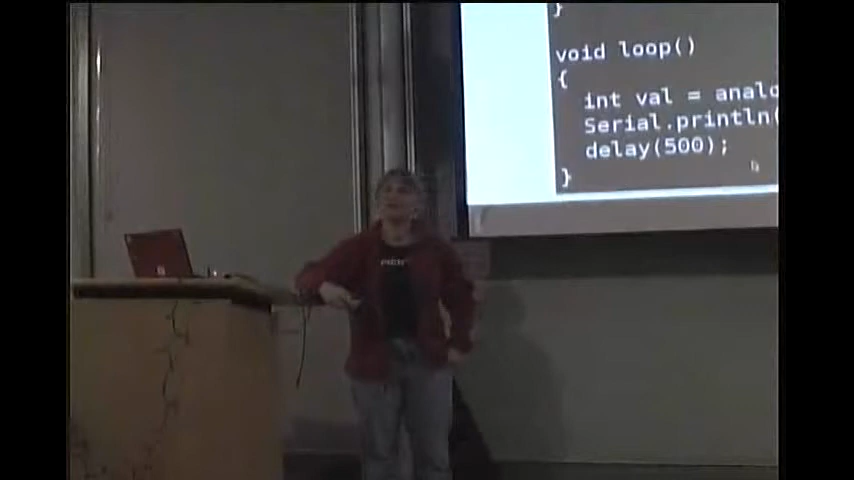 }
void loop()
{
int val = analo
Serial.println(
delay(500);
}